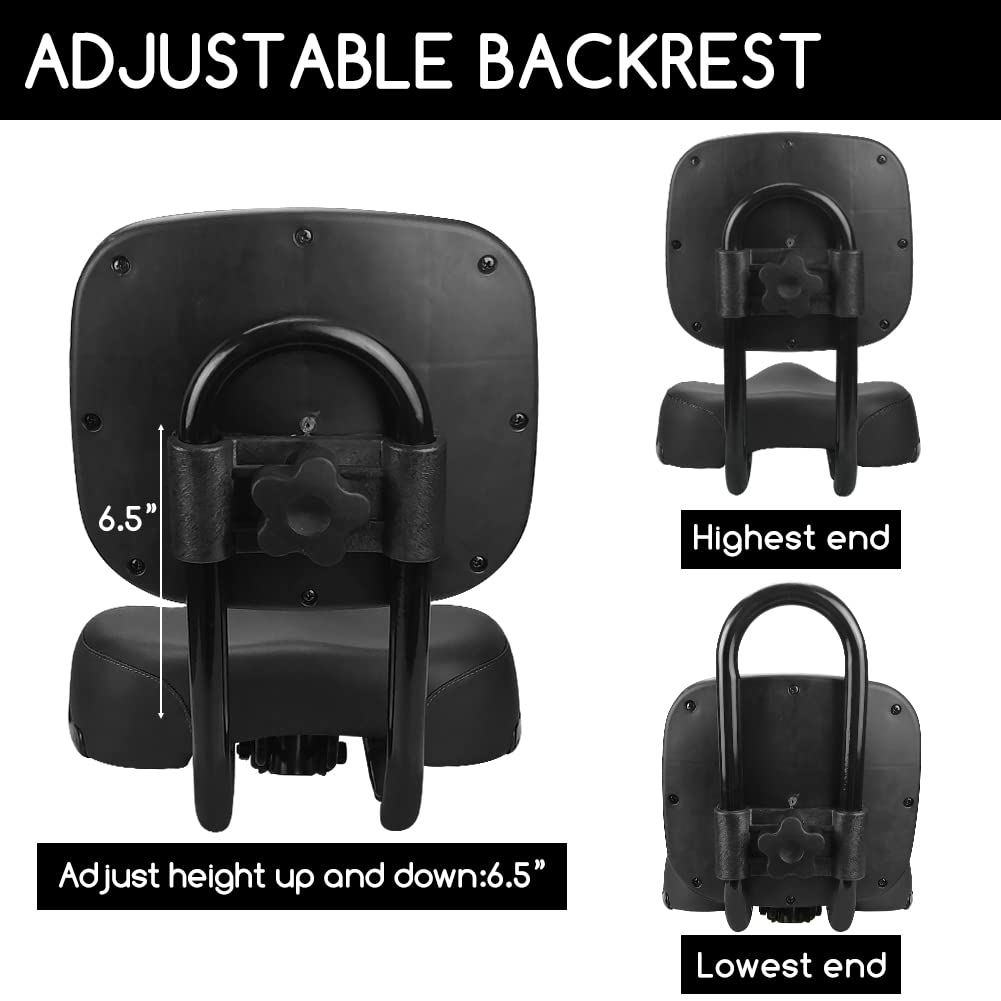 ADJUSTABLE BACKREST
6.5”
Highest end
Adjust height up and down:6.5”
Lowest end